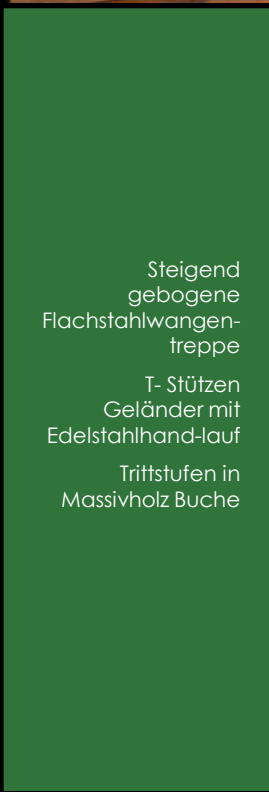 Steigend
gebogene
Flachstahlwangen-
treppe
T- Stützen
Geländer mit
Edelstahlhand-lauf
Trittstufen in
Massivholz Buche